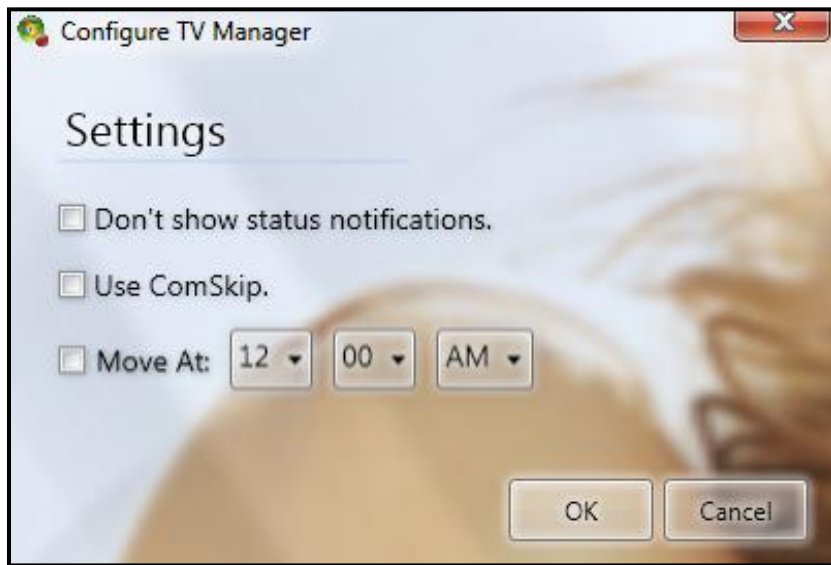 Configure TV Manager
Settings
Don't show status notifications.
Use ComSkip.
Move At: 12 00 AM
OK Cancel